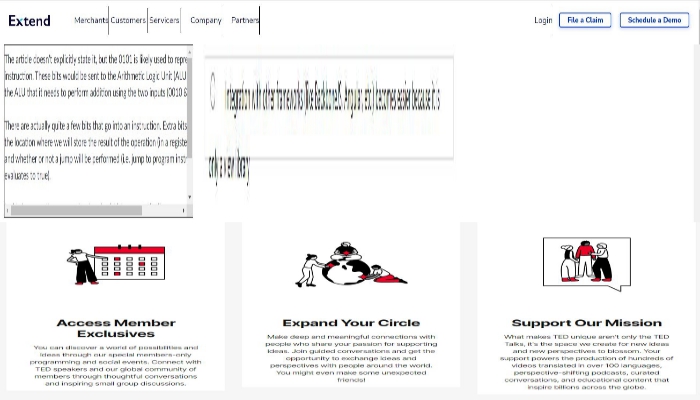 Extend
Merchants Customers Servicers Company Partners
Login File a Claim Schedule a Demo
The article doesn't explicitly state it, but the 0101 is likely used to repre
instruction. These bits would be sent to the Arithmetic Logic Unit (ALU
the ALU that it needs to perform addition using the two inputs (0010 &
There are actually quite a few bits that go into an instruction. Extra bits
the location where we will store the result of the operation (in a registe
and whether or not a jump will be performed (i.e. jump to program inst
evaluates to true).
Integration with other frameworks (like BackboneJS, Angular, etc) becomes easier because it is
only a view library
Access Member
Exclusives
You can discover a world of possibilities and
ideas through our special members-only
programming and social events. Connect with
TED speakers and our global community of
members through thoughtful conversations
and inspiring small group discussions.
Expand Your Circle
Make deep and meaningful connections with
people who share your passion for supporting
ideas. Join guided conversations and get the
opportunity to exchange ideas and
perspectives with people around the world.
You might even make some unexpected
friends!
Support Our Mission
What makes TED unique aren't only the TED
Talks, it's the space we create for new ideas
and new perspectives to blossom. Your
support powers the production of hundreds of
videos translated in over 100 languages,
perspective-shifting podcasts, curated
conversations, and educational content that
inspire billions across the globe.